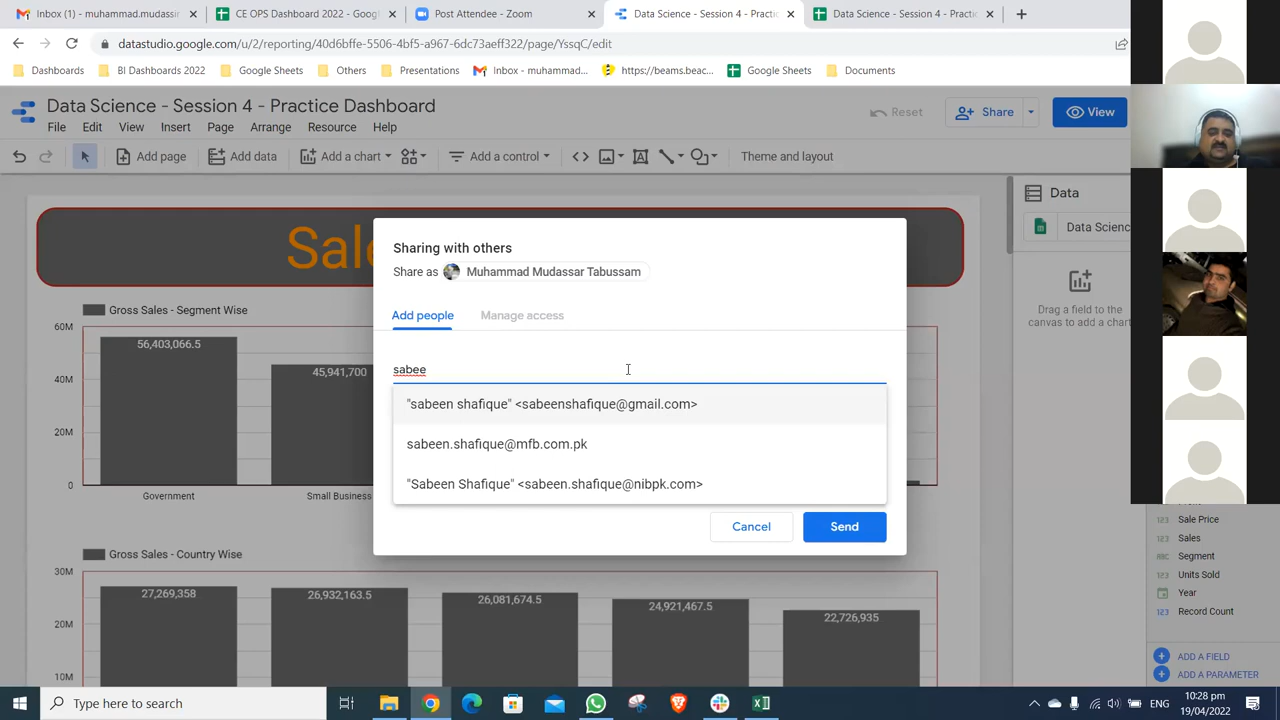 Inbox (1) - muhammad.mudassir
CE OPS Dashboard 2022 - Googl
Post Attendee - Zoom
Data Science - Session 4 - Practic
Data Science - Session 4 - Practic
datastudio.google.com/u/2/reporting/40d6bffe-5506-4bf5-a967-6dc73aeff322/page/YssqC/edit
Dashboards
BI Dashboards 2022
Google Sheets
Others
Presentations
Inbox (1) - muhammad...
https://beams.beac...
Google Sheets
Documents
Data Science - Session 4 - Practice Dashboard
File Edit View Insert Page Arrange Resource Help
Reset
Share
View
Add page
Add data
Add a chart
Add a control
Theme and layout
Data
Data Scienc
Drag a field to the
canvas to add a chart
Sale
Sharing with others
Share as Muhammad Mudassar Tabussam
Add people
Manage access
sabee
"sabeen shafique" <sabeenshafique@gmail.com>
sabeen.shafique@mfb.com.pk
"Sabeen Shafique" <sabeen.shafique@nibpk.com>
Cancel
Send
Gross Sales - Segment Wise
60M
40M
20M
0
56,403,066.5
45,941,700
Government
Small Business
Gross Sales - Country Wise
30M
20M
10M
27,269,358
26,932,163.5
26,081,674.5
24,921,467.5
22,726,935
123 Sale Price
123 Sales
ABC Segment
123 Units Sold
Year
123 Record Count
ADD A FIELD
ADD A PARAMETER
Type here to search
10:28 pm
19/04/2022